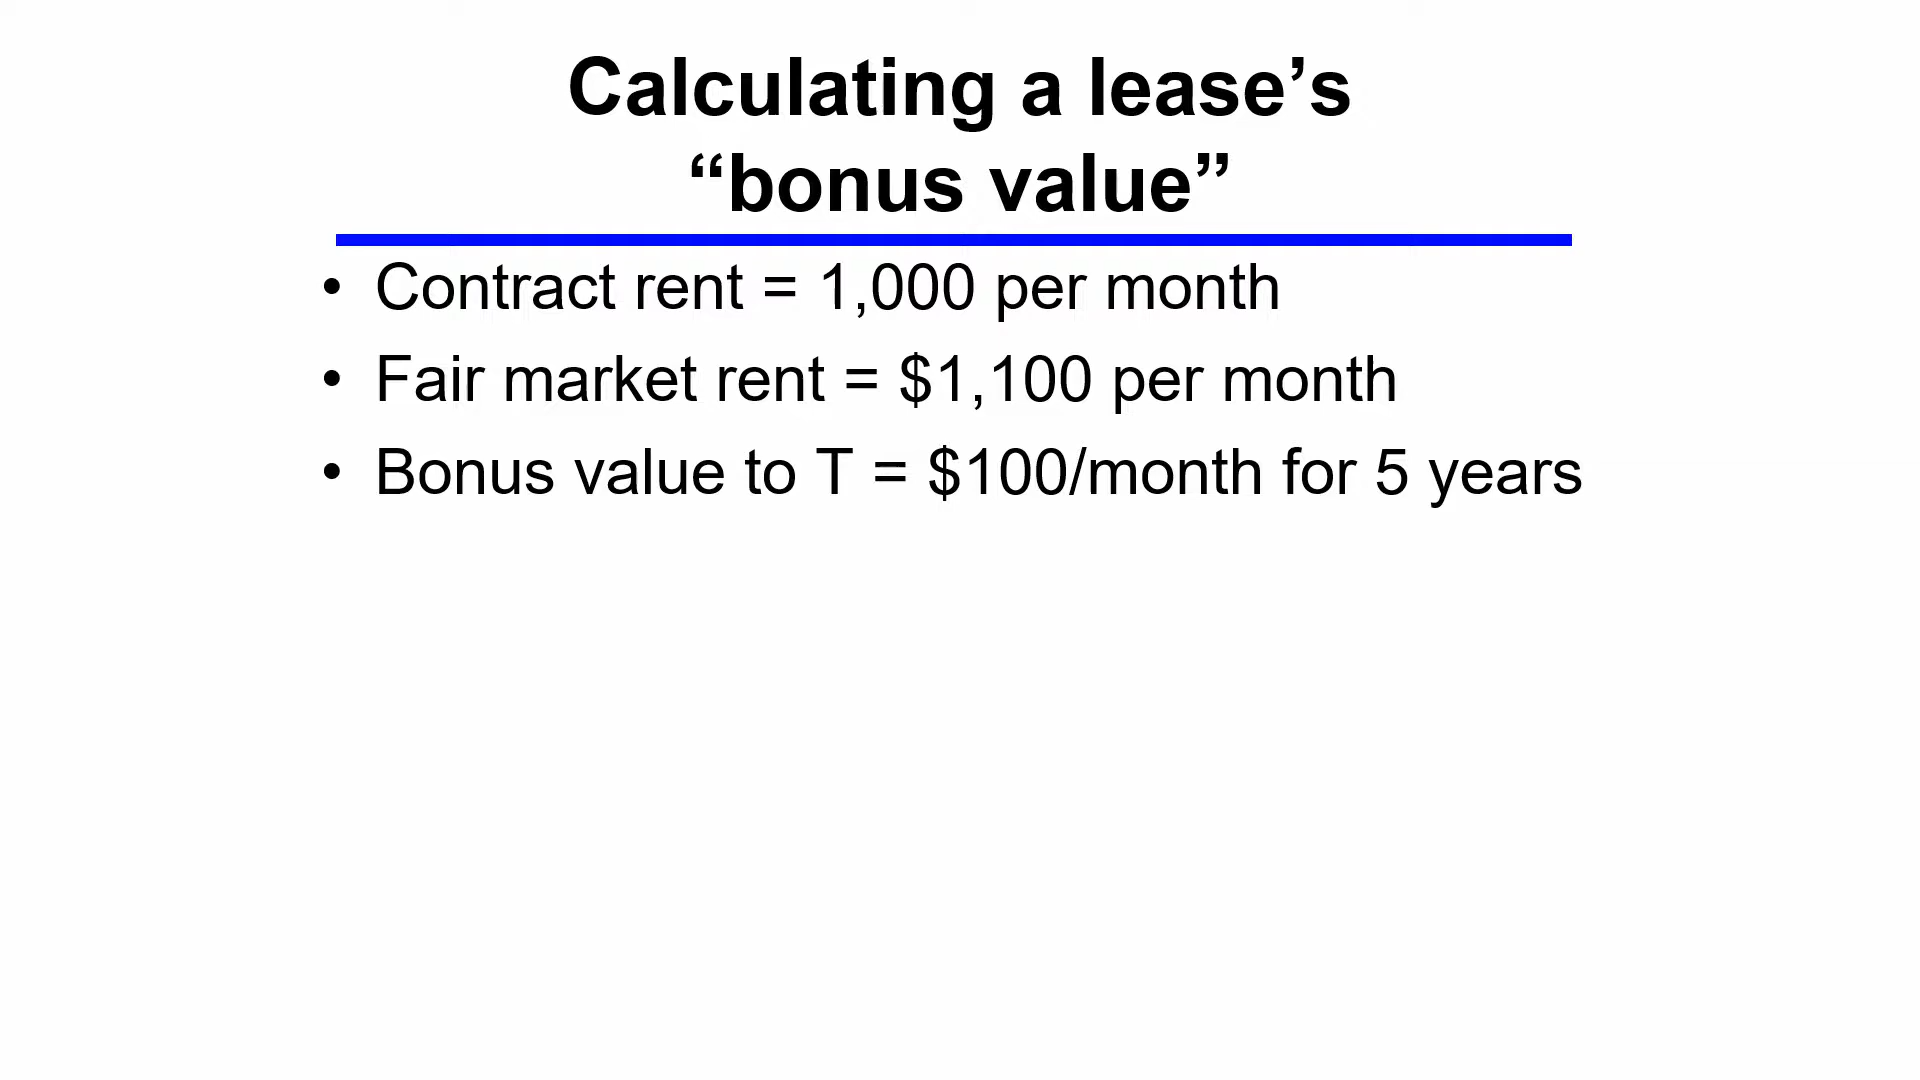 Calculating a lease’s
“bonus value”
• Contract rent = 1,000 per month
• Fair market rent = $1,100 per month
• Bonus value to T = $100/month for 5 years